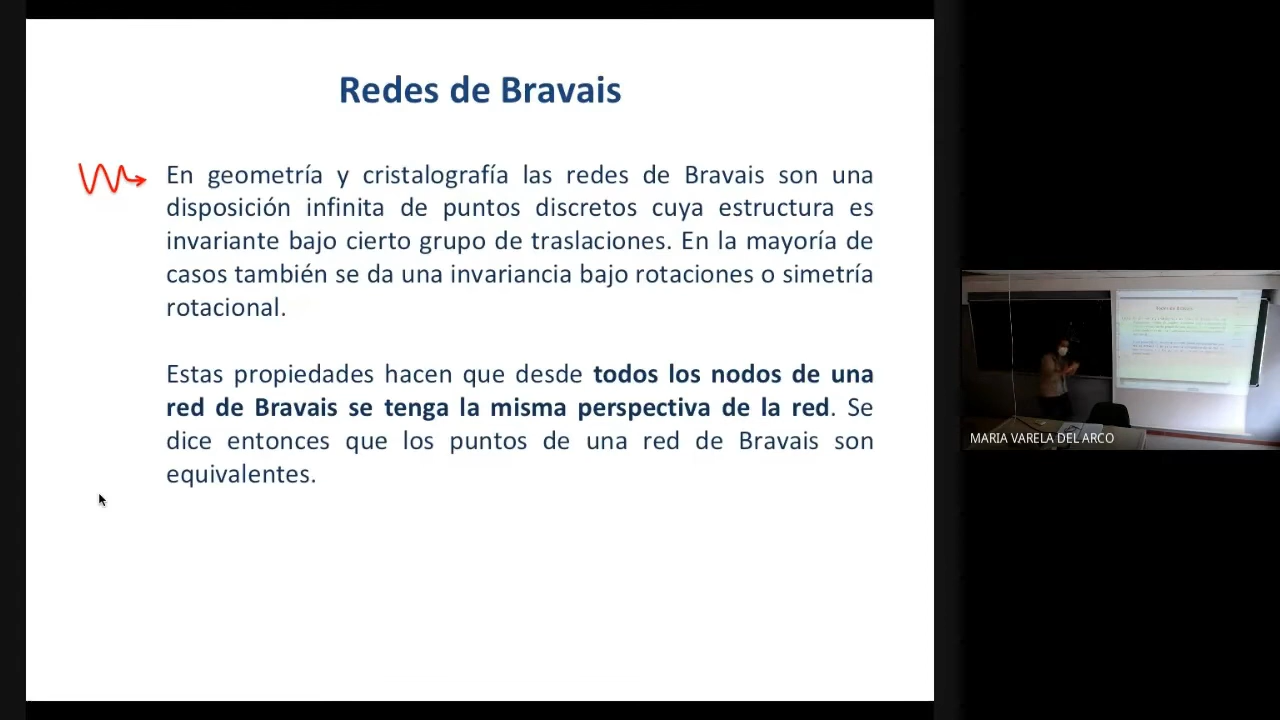 Redes de Bravais
En geometría y cristalografía las redes de Bravais son una
disposición infinita de puntos discretos cuya estructura es
invariante bajo cierto grupo de traslaciones. En la mayoría de
casos también se da una invariancia bajo rotaciones o simetría
rotacional.
Estas propiedades hacen que desde todos los nodos de una
red de Bravais se tenga la misma perspectiva de la red. Se
dice entonces que los puntos de una red de Bravais son
equivalentes.
MARIA VARELA DEL ARCO